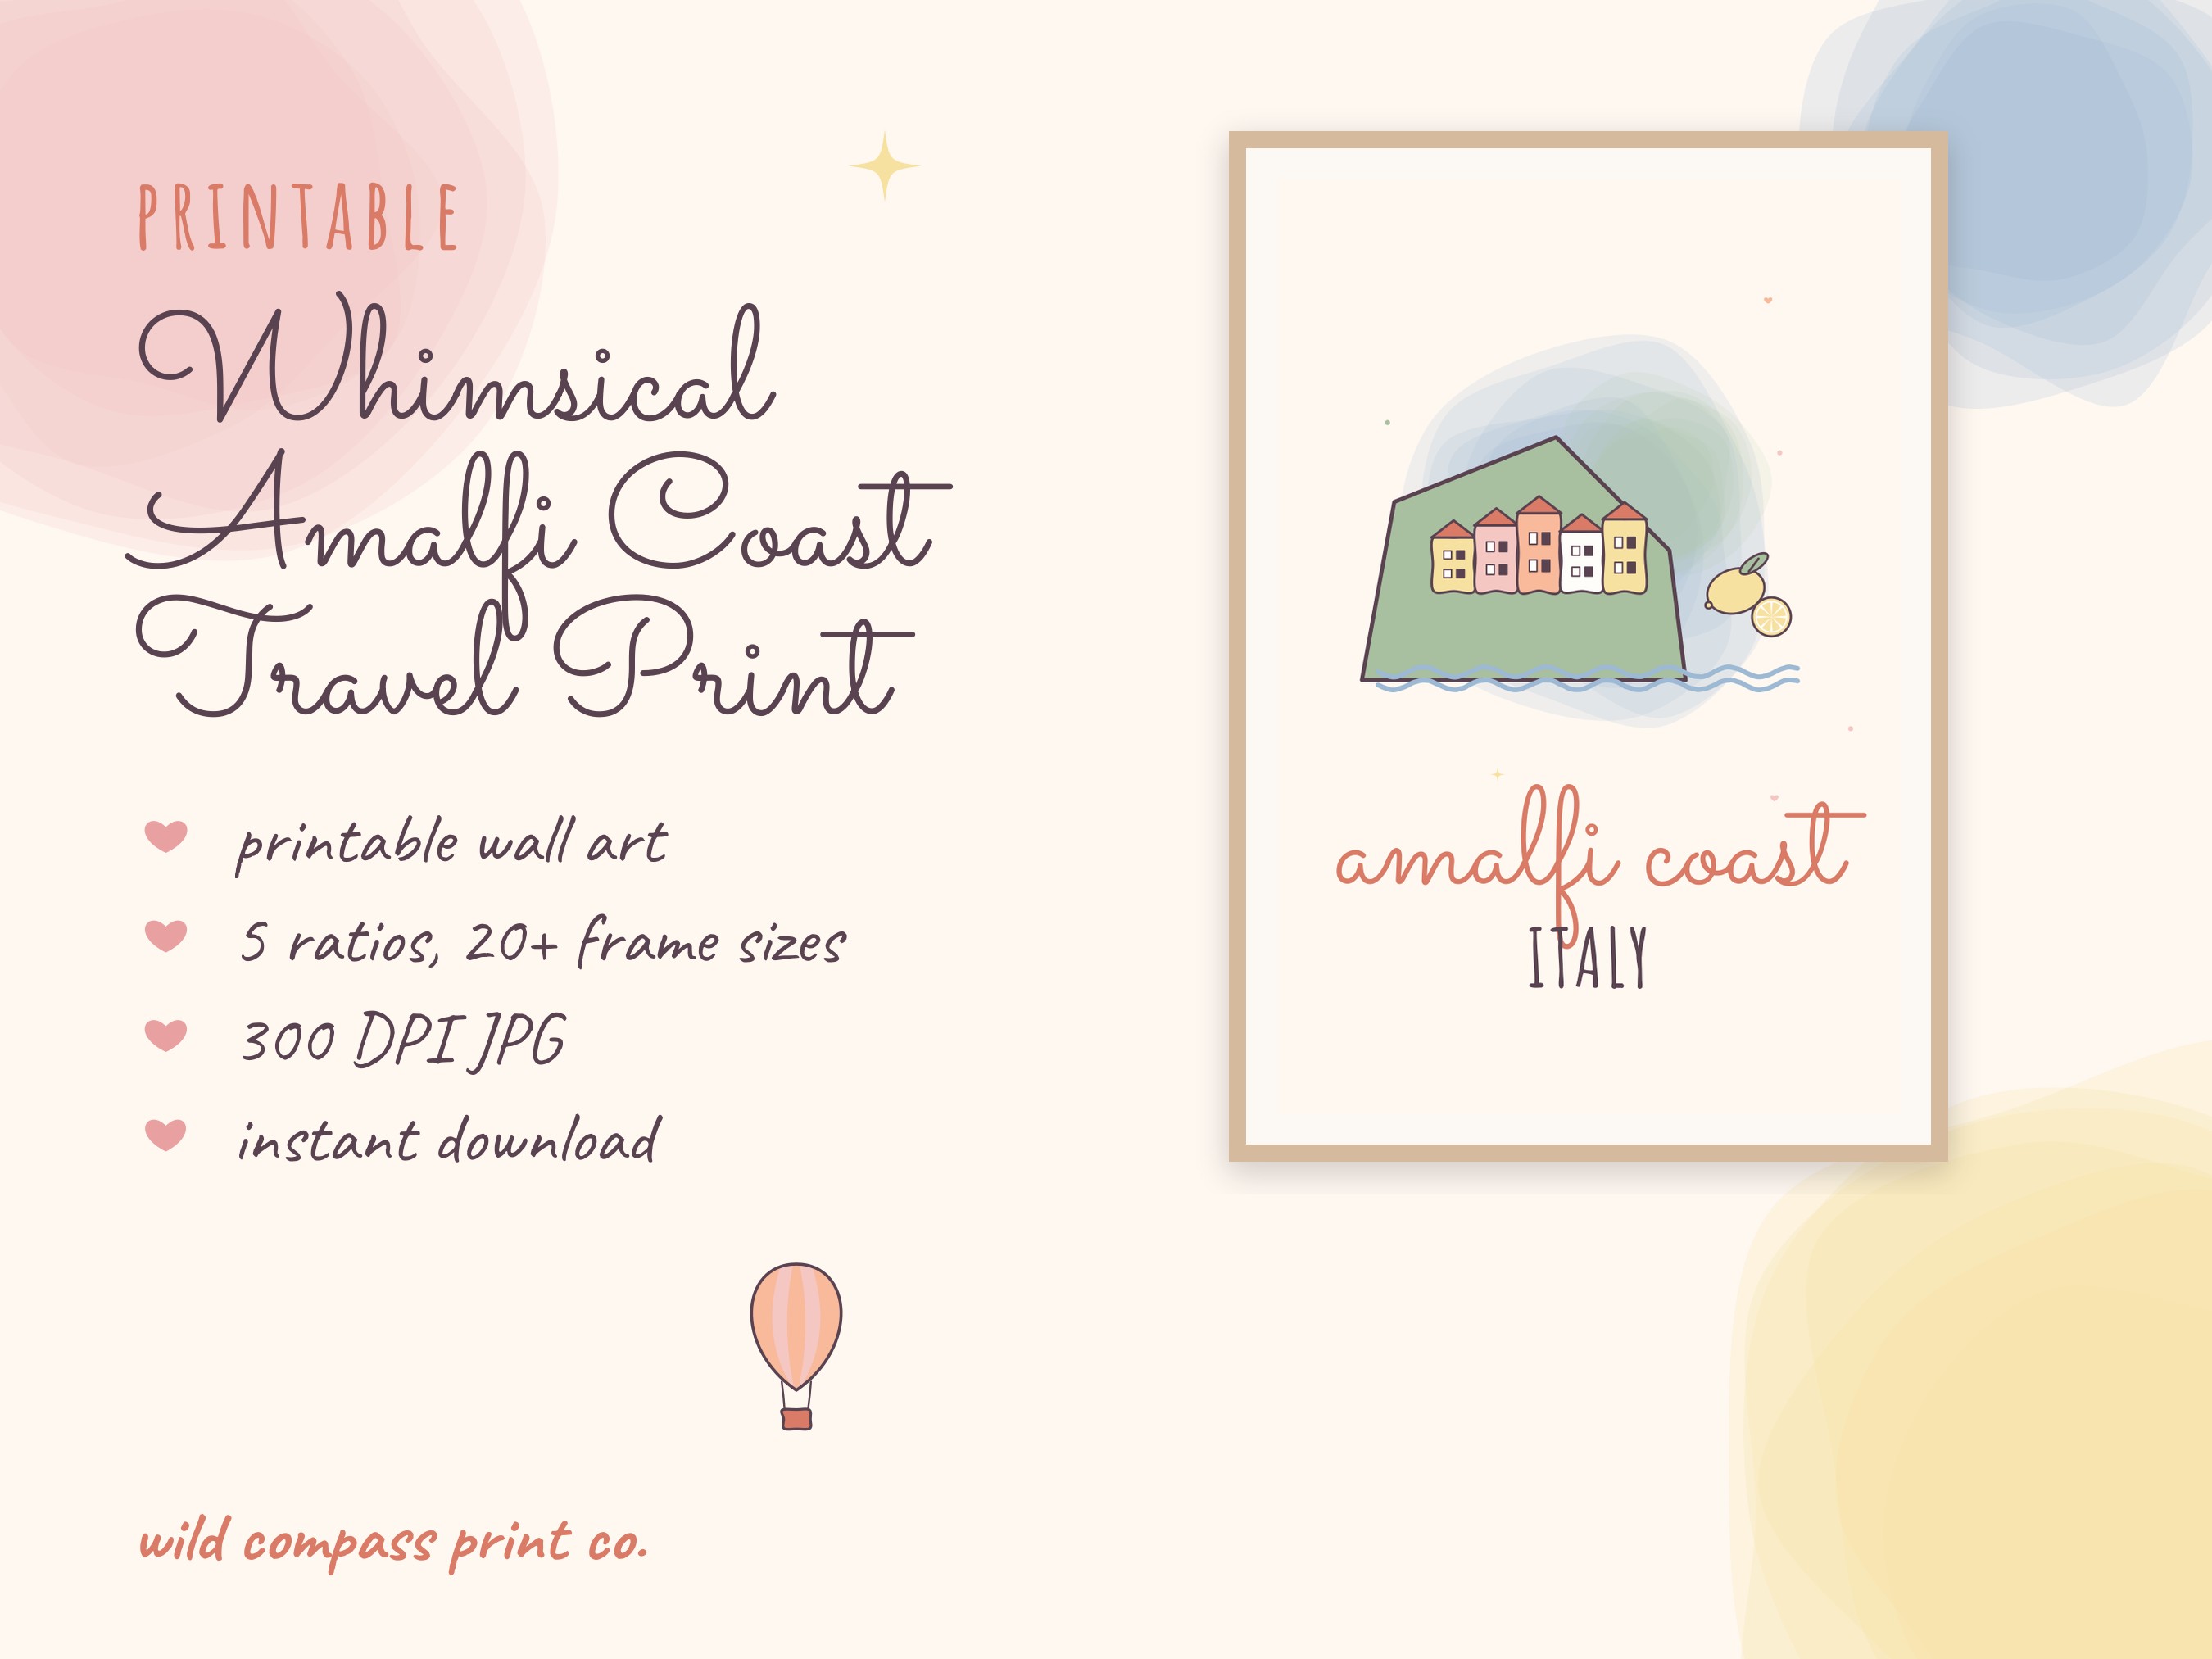 PRINTABLE
Whimsical
Amalfi Coast
Travel Print
printable wall art
5 ratios, 20+ frame sizes
300 DPI JPG
instant download
wild compass print co.
amalfi coast
ITALY